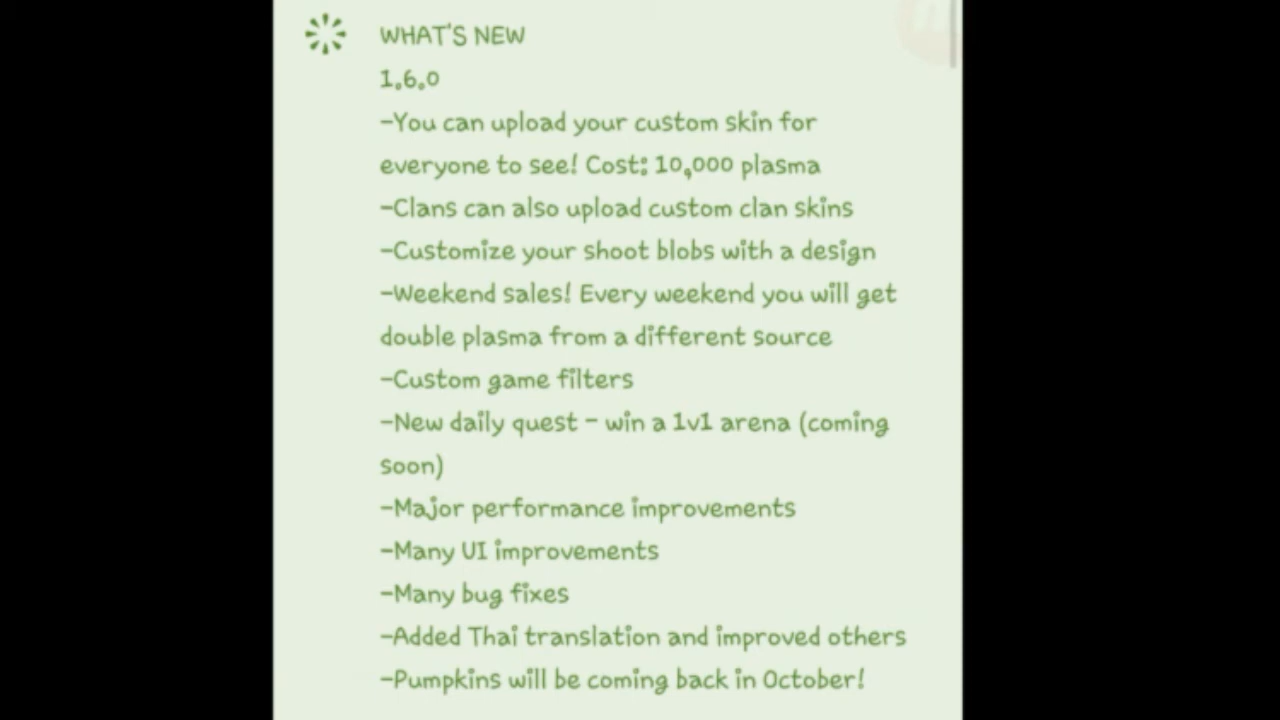 WHAT'S NEW
1.6.0
-You can upload your custom skin for
everyone to see! Cost: 10,000 plasma
-Clans can also upload custom clan skins
-Customize your shoot blobs with a design
-Weekend sales! Every weekend you will get
double plasma from a different source
-Custom game filters
-New daily quest - win a 1v1 arena (coming
soon)
-Major performance improvements
-Many UI improvements
-Many bug fixes
-Added Thai translation and improved others
-Pumpkins will be coming back in October!